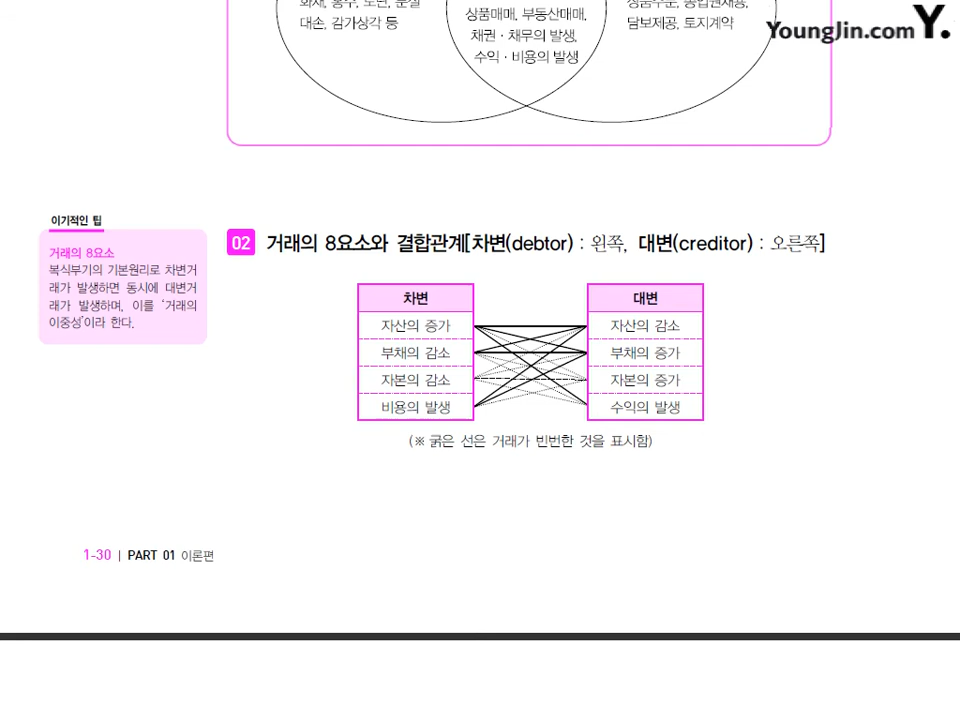 대손, 감가상각 등
상품매매, 부동산매매,
채권 · 채무의 발생,
수익 · 비용의 발생
담보제공, 토지계약
YoungJin.com Y.
이기적인 팁
거래의 8요소
복식부기의 기본원리로 차변거
래가 발생하면 동시에 대변거
래가 발생하며, 이를 ‘거래의
이중성’이라 한다.
02 거래의 8요소와 결합관계[차변(debtor) : 왼쪽, 대변(creditor) : 오른쪽]
차변
자산의 증가
부채의 감소
자본의 감소
비용의 발생
대변
자산의 감소
부채의 증가
자본의 증가
수익의 발생
(※ 굵은 선은 거래가 빈번한 것을 표시함)
1-30 | PART 01 이론편